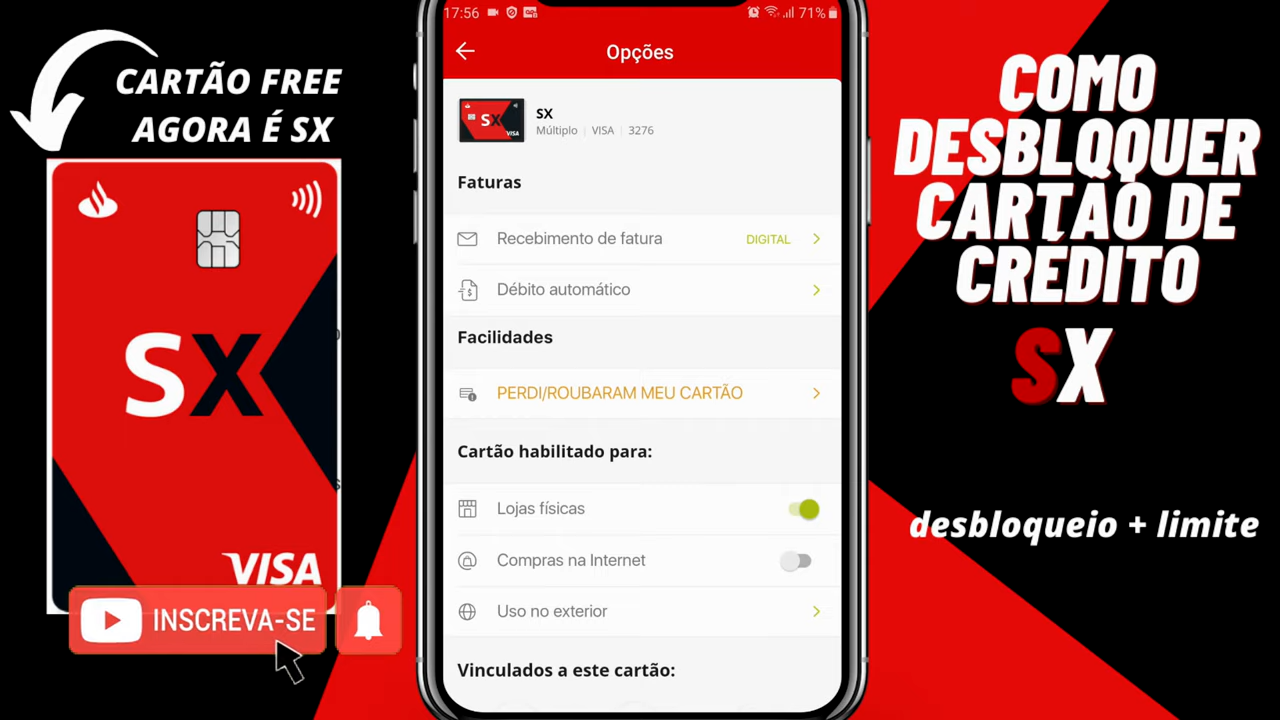 CARTÃO FREE
AGORA É SX
SX
VISA
INSCREVA-SE
17:56
71%
Opções
SX
VISA
SX
Múltiplo | VISA | 3276
Faturas
Recebimento de fatura DIGITAL
Débito automático
Facilidades
PERDI/ROUBARAM MEU CARTÃO
Cartão habilitado para:
Lojas físicas
Compras na Internet
Uso no exterior
Vinculados a este cartão:
COMO
DESBLQQUER
CARTÃO DE
CRÉDITO
SX
desbloqueio + limite